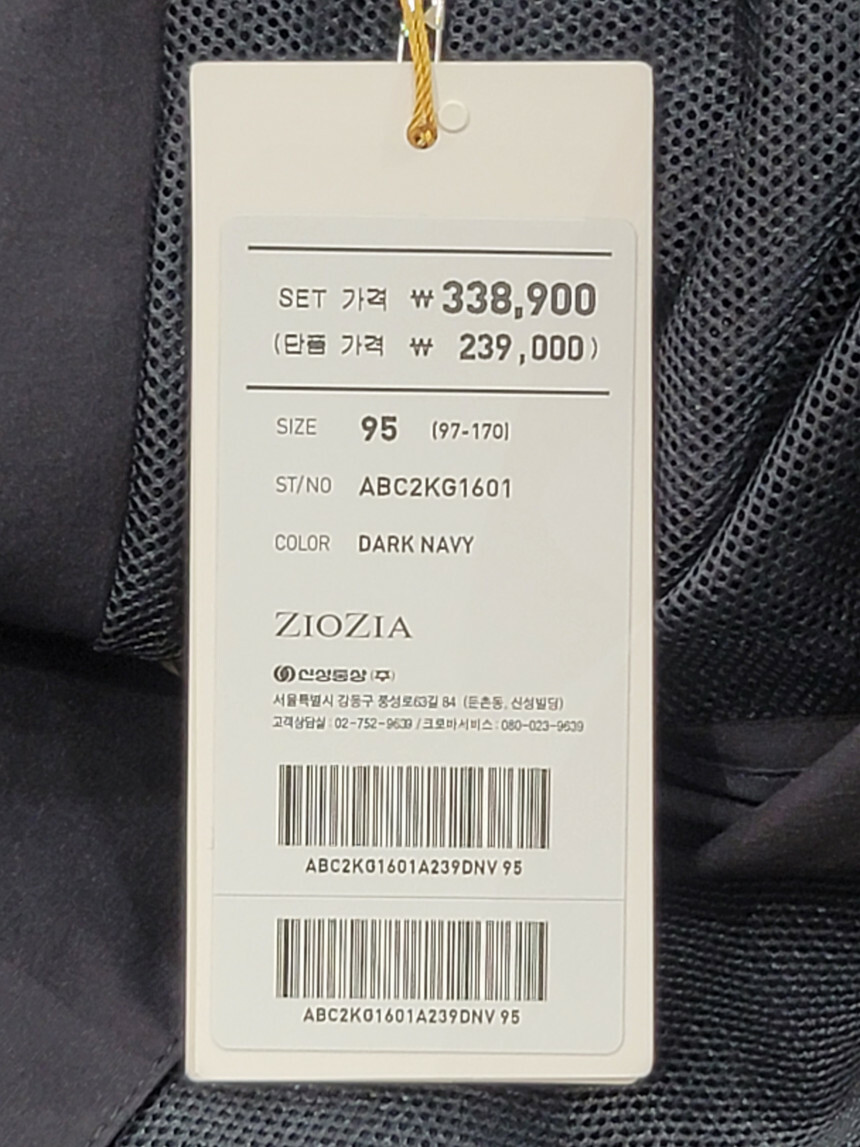 SET 가격 ₩338,900
(단품 가격 ₩ 239,000)
SIZE 95 (97-170)
ST/NO ABC2KG1601
COLOR DARK NAVY
ZIOZIA
신성통상(주)
서울특별시 강동구 풍성로63길 84 (둔촌동, 신성빌딩)
고객상담실 : 02-752-9639 / 크로바서비스 : 080-023-9639
ABC2KG1601A239DNV 95
ABC2KG1601A239DNV 95